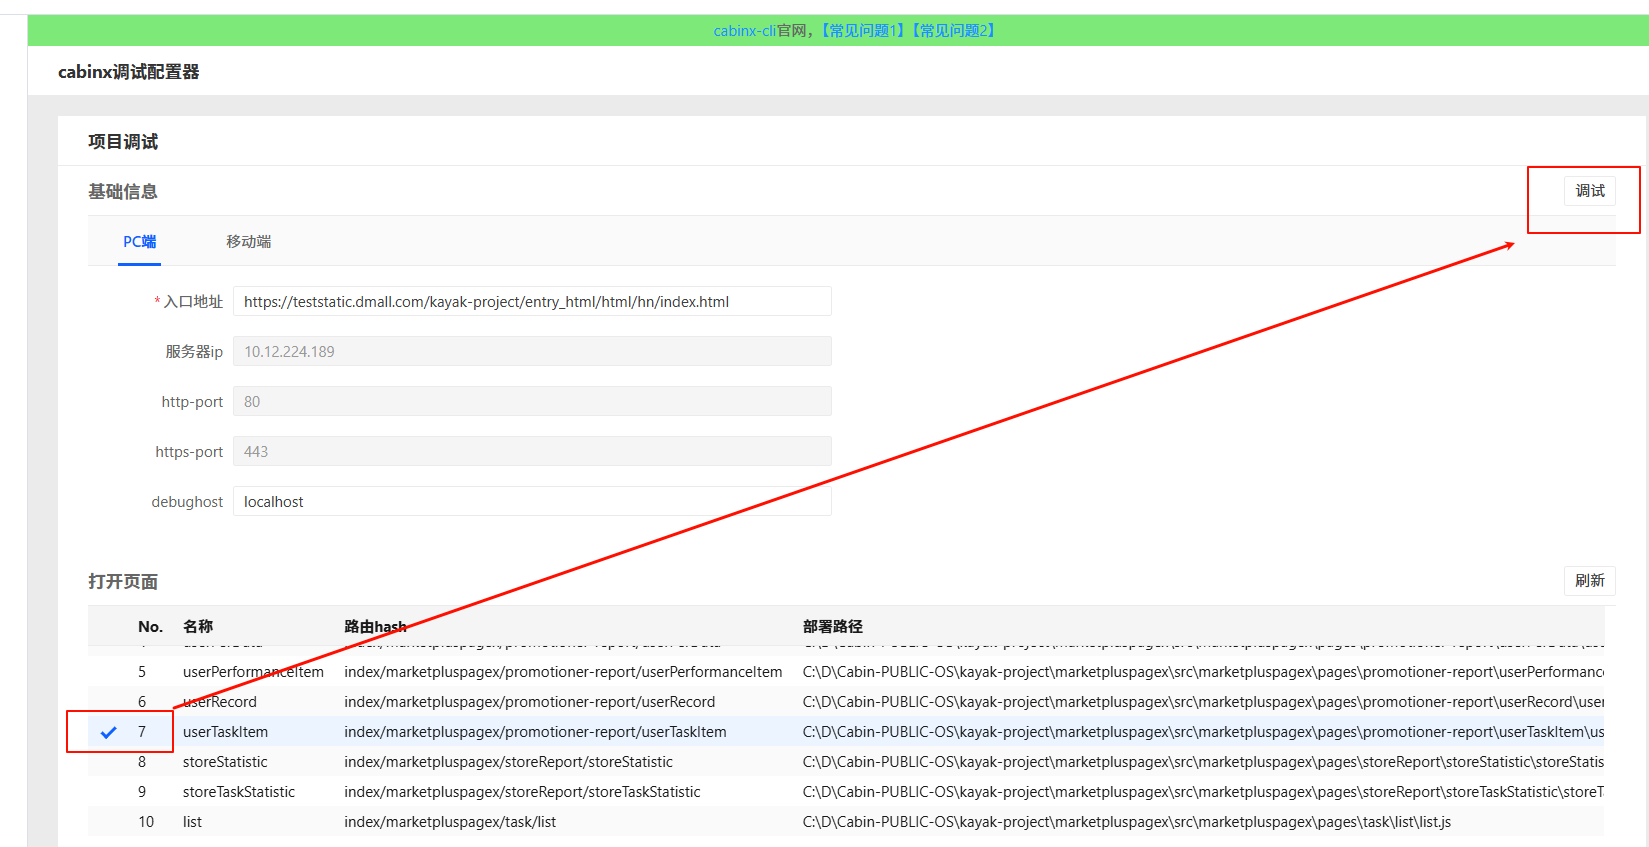 cabinx-cli官网，【常见问题1】【常见问题2】
cabinx调试配置器
项目调试
基础信息
调试
PC端 移动端
* 入口地址 https://teststatic.dmall.com/kayak-project/entry_html/html/hn/index.html
服务器ip 10.12.224.189
http-port 80
https-port 443
debughost localhost
打开页面
刷新
No. 名称 路由hash 部署路径
5 userPerformanceItem index/marketpluspagex/promotioner-report/userPerformanceItem C:\D\Cabin-PUBLIC-OS\kayak-project\marketpluspagex\src\marketpluspagex\pages\promotioner-report\userPerformanc
6 userRecord index/marketpluspagex/promotioner-report/userRecord C:\D\Cabin-PUBLIC-OS\kayak-project\marketpluspagex\src\marketpluspagex\pages\promotioner-report\userRecord\user
7 userTaskItem index/marketpluspagex/promotioner-report/userTaskItem C:\D\Cabin-PUBLIC-OS\kayak-project\marketpluspagex\src\marketpluspagex\pages\promotioner-report\userTaskItem\us
8 storeStatistic index/marketpluspagex/storeReport/storeStatistic C:\D\Cabin-PUBLIC-OS\kayak-project\marketpluspagex\src\marketpluspagex\pages\storeReport\storeStatistic\storeStatis
9 storeTaskStatistic index/marketpluspagex/storeReport/storeTaskStatistic C:\D\Cabin-PUBLIC-OS\kayak-project\marketpluspagex\src\marketpluspagex\pages\storeReport\storeTaskStatistic\storeT
10 list index/marketpluspagex/task/list C:\D\Cabin-PUBLIC-OS\kayak-project\marketpluspagex\src\marketpluspagex\pages\task\list\list.js